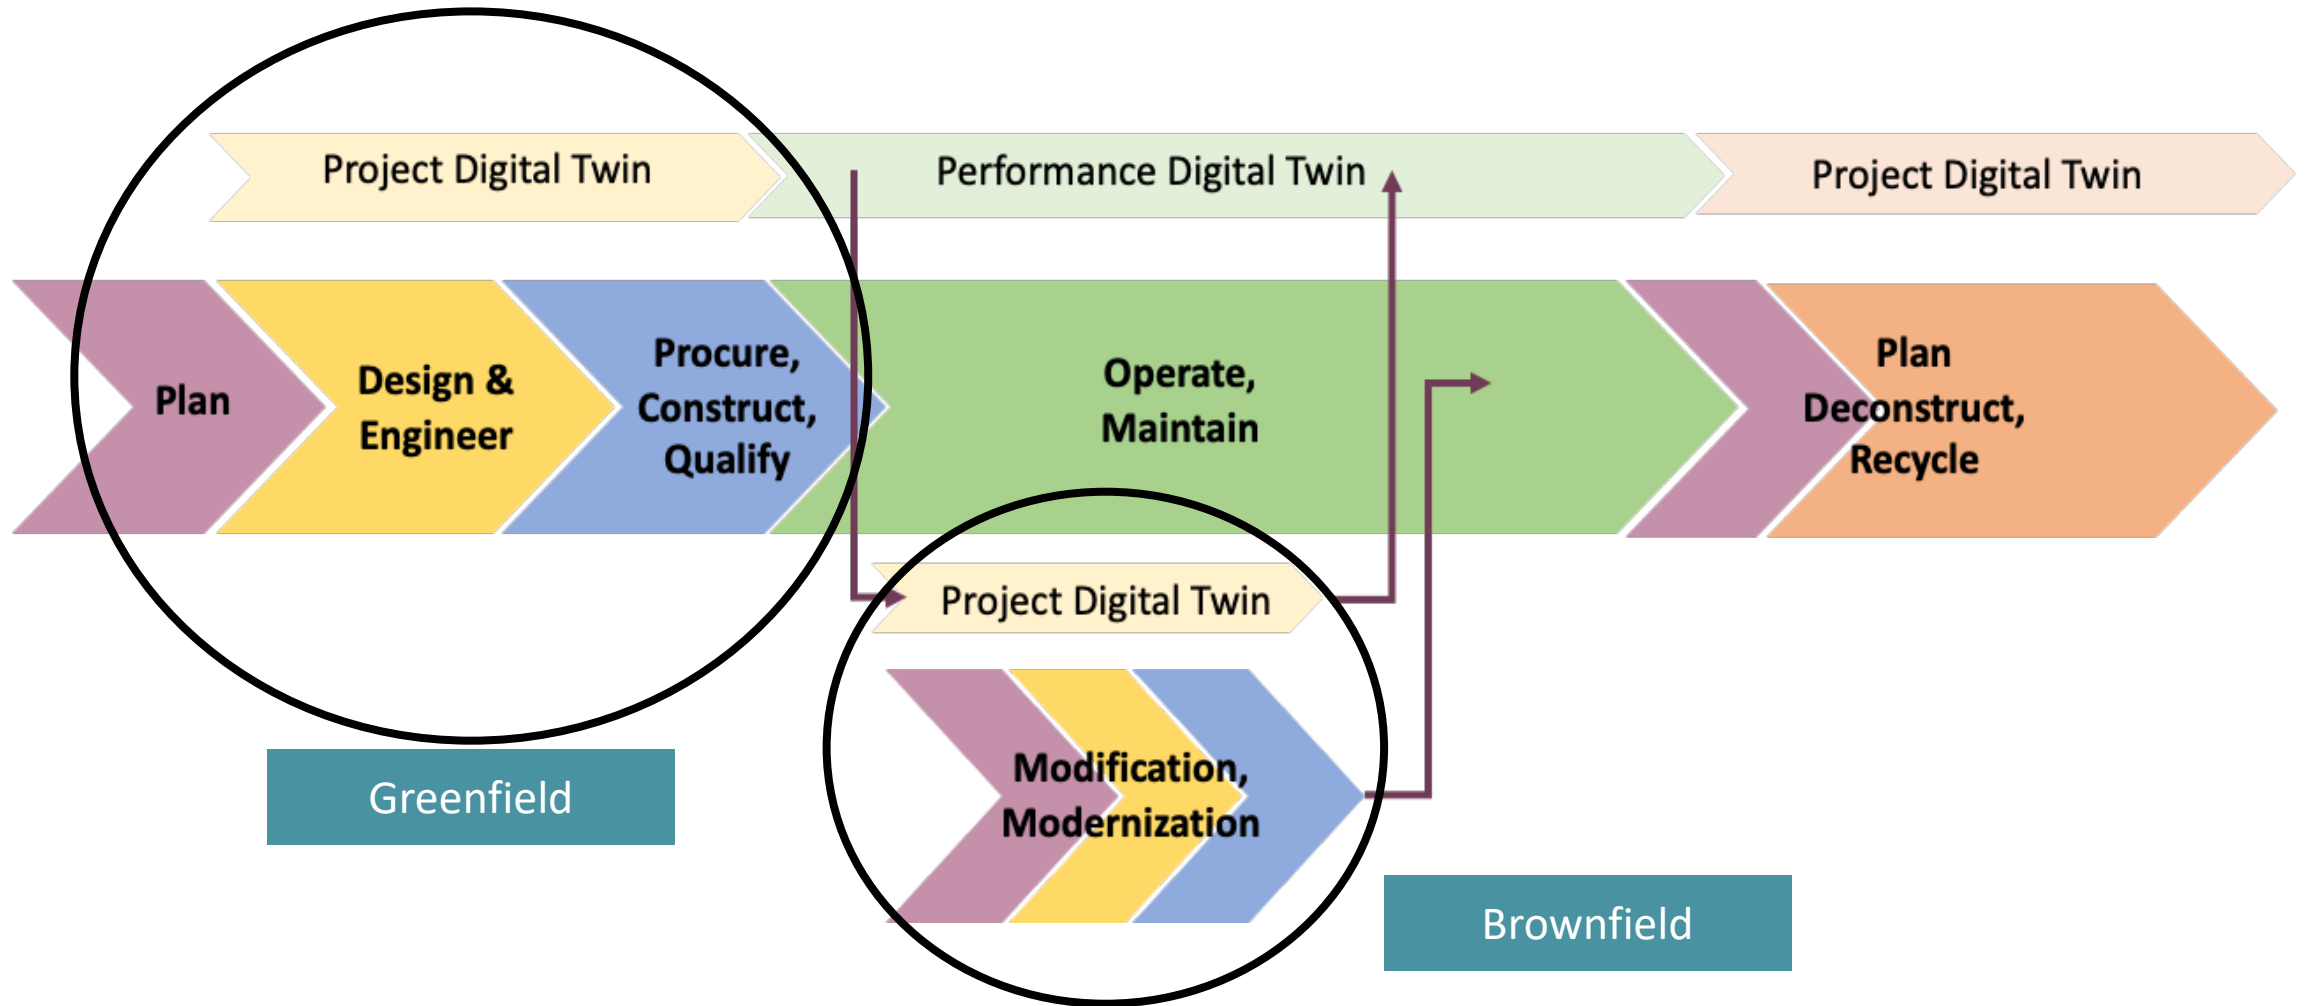 Project Digital Twin
Performance Digital Twin
Project Digital Twin
Plan
Design &
Engineer
Procure,
Construct,
Qualify
Operate,
Maintain
Plan
Deconstruct,
Recycle
Project Digital Twin
Modification,
Modernization
Greenfield
Brownfield